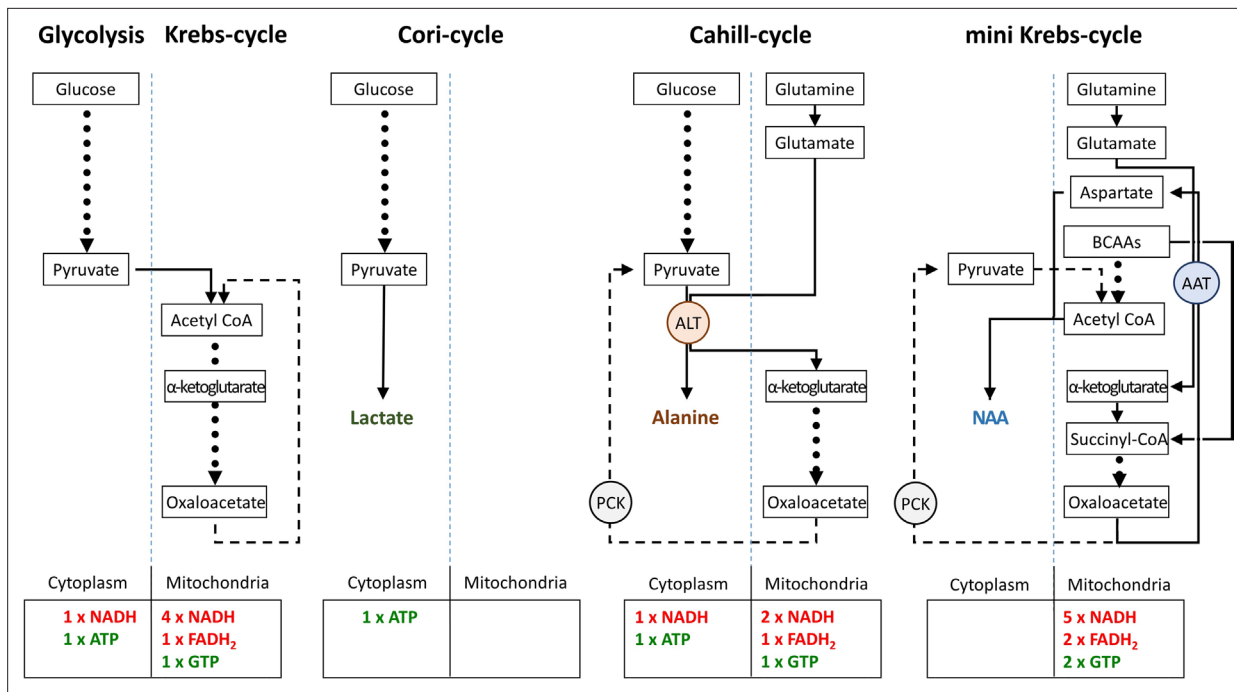 Glycolysis Krebs-cycle
Glucose
Pyruvate
Acetyl CoA
α-ketoglutarate
Oxaloacetate
Cytoplasm Mitochondria
1 x NADH 4 x NADH
1 x ATP 1 x FADH₂
1 x GTP
Cori-cycle
Glucose
Pyruvate
Lactate
Cytoplasm Mitochondria
1 x ATP
Cahill-cycle
Glucose Glutamine
Glutamate
Pyruvate
ALT
α-ketoglutarate
Alanine
PCK Oxaloacetate
Cytoplasm Mitochondria
1 x NADH 2 x NADH
1 x ATP 1 x FADH₂
1 x GTP
mini Krebs-cycle
Glutamine
Glutamate
Aspartate
BCAAs
Pyruvate AAT
Acetyl CoA
α-ketoglutarate
NAA
Succinyl-CoA
PCK Oxaloacetate
Cytoplasm Mitochondria
5 x NADH
2 x FADH₂
2 x GTP